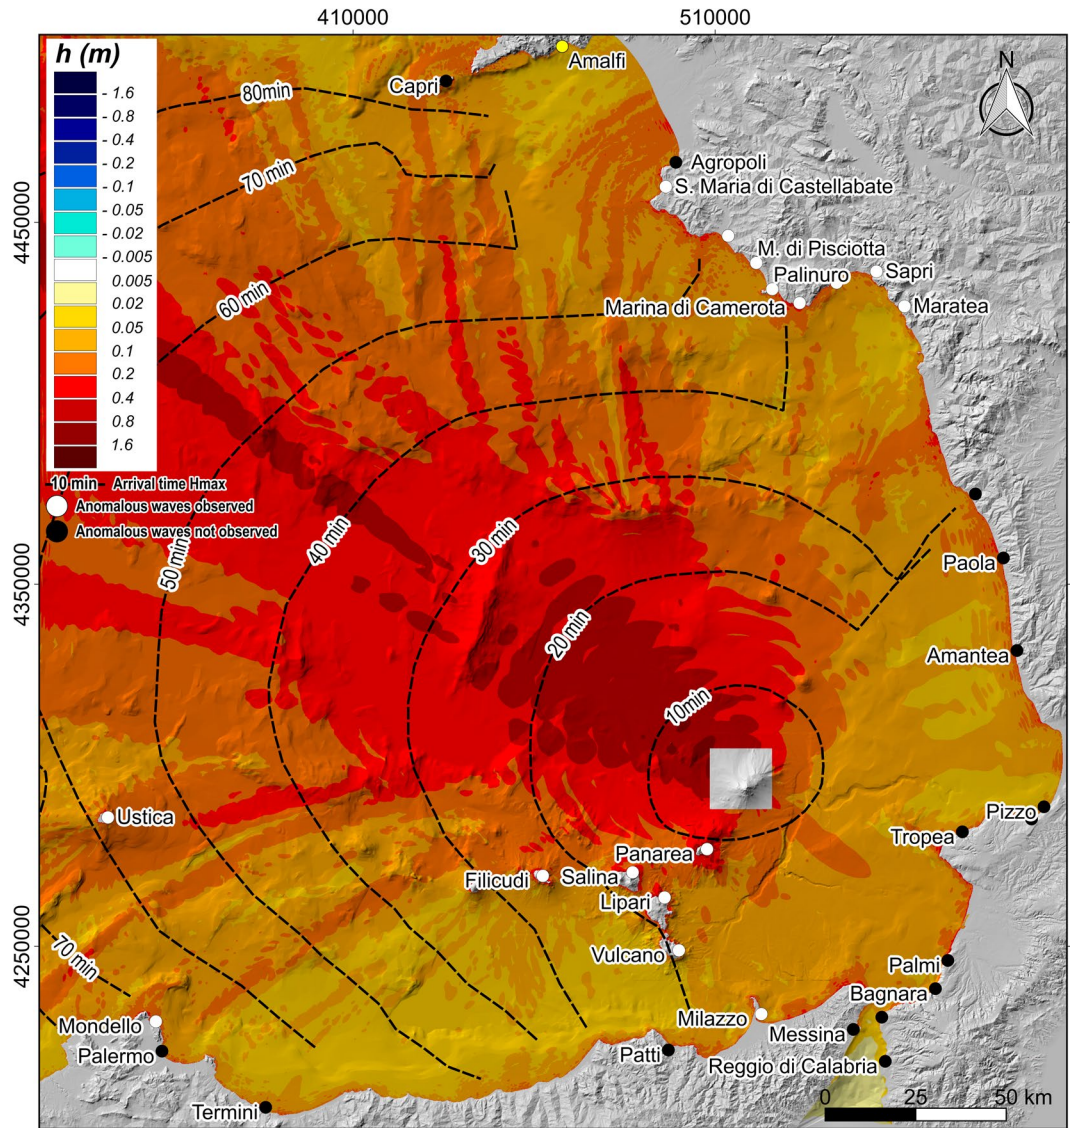 410000
510000
h (m)
- 1.6
- 0.8
- 0.4
- 0.2
- 0.1
- 0.05
- 0.02
- 0.005
0.005
0.02
0.05
0.1
0.2
0.4
0.8
1.6
10 min Arrival time Hmax
Anomalous waves observed
Anomalous waves not observed
N
Amalfi
Capri
80min
Agropoli
70 min
S. Maria di Castellabate
4450000
M. di Pisciotta
Palinuro
Sapri
60 min
Marina di Camerota
Maratea
50 min
40 min
30 min
Paola
4350000
20 min
Amantea
10min
Ustica
Pizzo
Tropea
Panarea
Filicudi
Salina
Lipari
4250000
70 min
Vulcano
Palmi
Bagnara
Mondello
Milazzo
Messina
Palermo
Patti
Reggio di Calabria
Termini
0 25 50 km